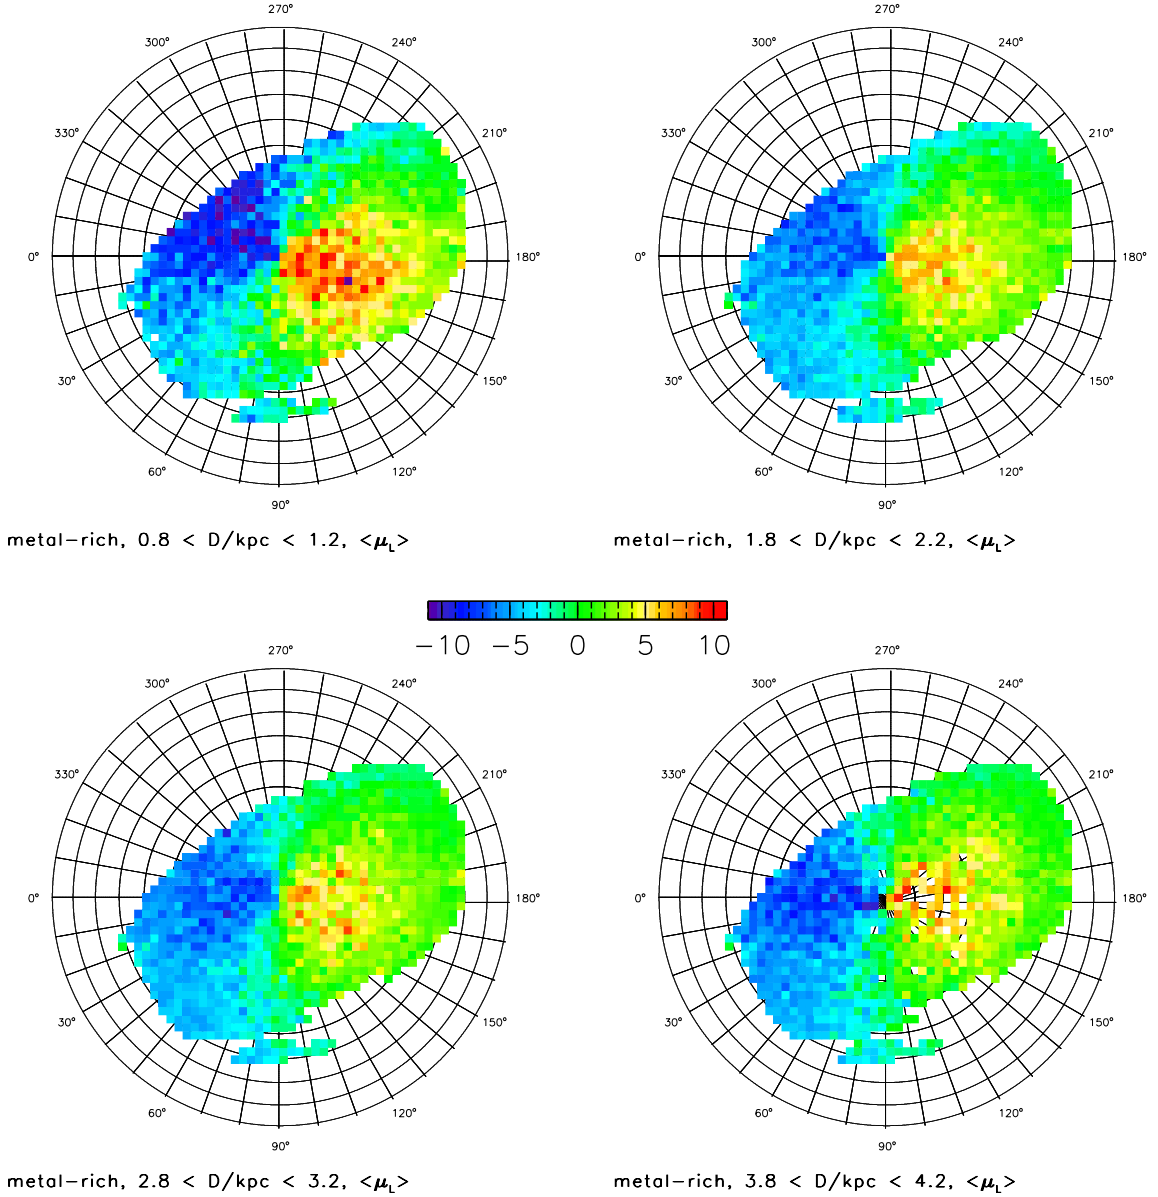 270° 270°
300° 240° 300° 240°
330° 210° 330° 210°
0° 180° 0° 180°
30° 150° 30° 150°
60° 120° 60° 120°
90° 90°
metal-rich, 0.8 < D/kpc < 1.2, <μ_L> metal-rich, 1.8 < D/kpc < 2.2, <μ_L>
-10 -5 0 5 10
270° 270°
300° 240° 300° 240°
330° 210° 330° 210°
0° 180° 0° 180°
30° 150° 30° 150°
60° 120° 60° 120°
90° 90°
metal-rich, 2.8 < D/kpc < 3.2, <μ_L> metal-rich, 3.8 < D/kpc < 4.2, <μ_L>